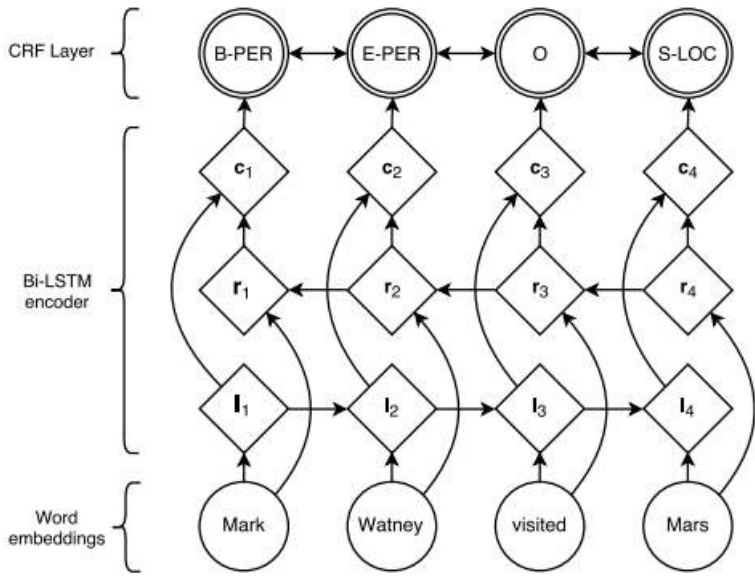 CRF Layer
B-PER E-PER O S-LOC
c1 c2 c3 c4
Bi-LSTM
encoder
r1 r2 r3 r4
l1 l2 l3 l4
Word
embeddings
Mark Watney visited Mars